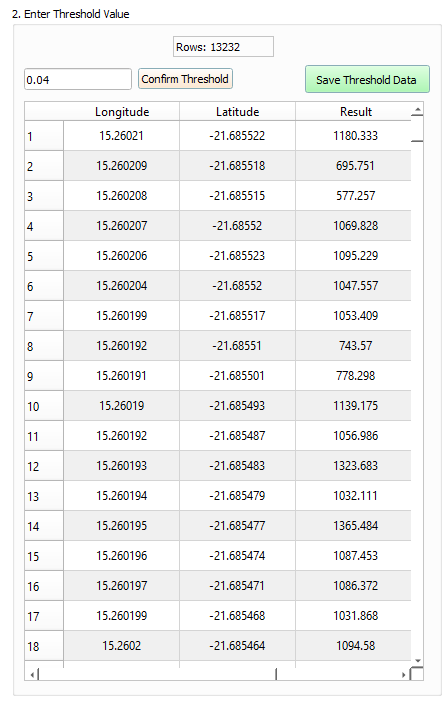 2. Enter Threshold Value
Rows: 13232
0.04 Confirm Threshold Save Threshold Data
Longitude Latitude Result
1 15.26021 -21.685522 1180.333
2 15.260209 -21.685518 695.751
3 15.260208 -21.685515 577.257
4 15.260207 -21.68552 1069.828
5 15.260206 -21.685523 1095.229
6 15.260204 -21.68552 1047.557
7 15.260199 -21.685517 1053.409
8 15.260192 -21.68551 743.57
9 15.260191 -21.685501 778.298
10 15.26019 -21.685493 1139.175
11 15.260192 -21.685487 1056.986
12 15.260193 -21.685483 1323.683
13 15.260194 -21.685479 1032.111
14 15.260195 -21.685477 1365.484
15 15.260196 -21.685474 1087.453
16 15.260197 -21.685471 1086.372
17 15.260199 -21.685468 1031.868
18 15.2602 -21.685464 1094.58